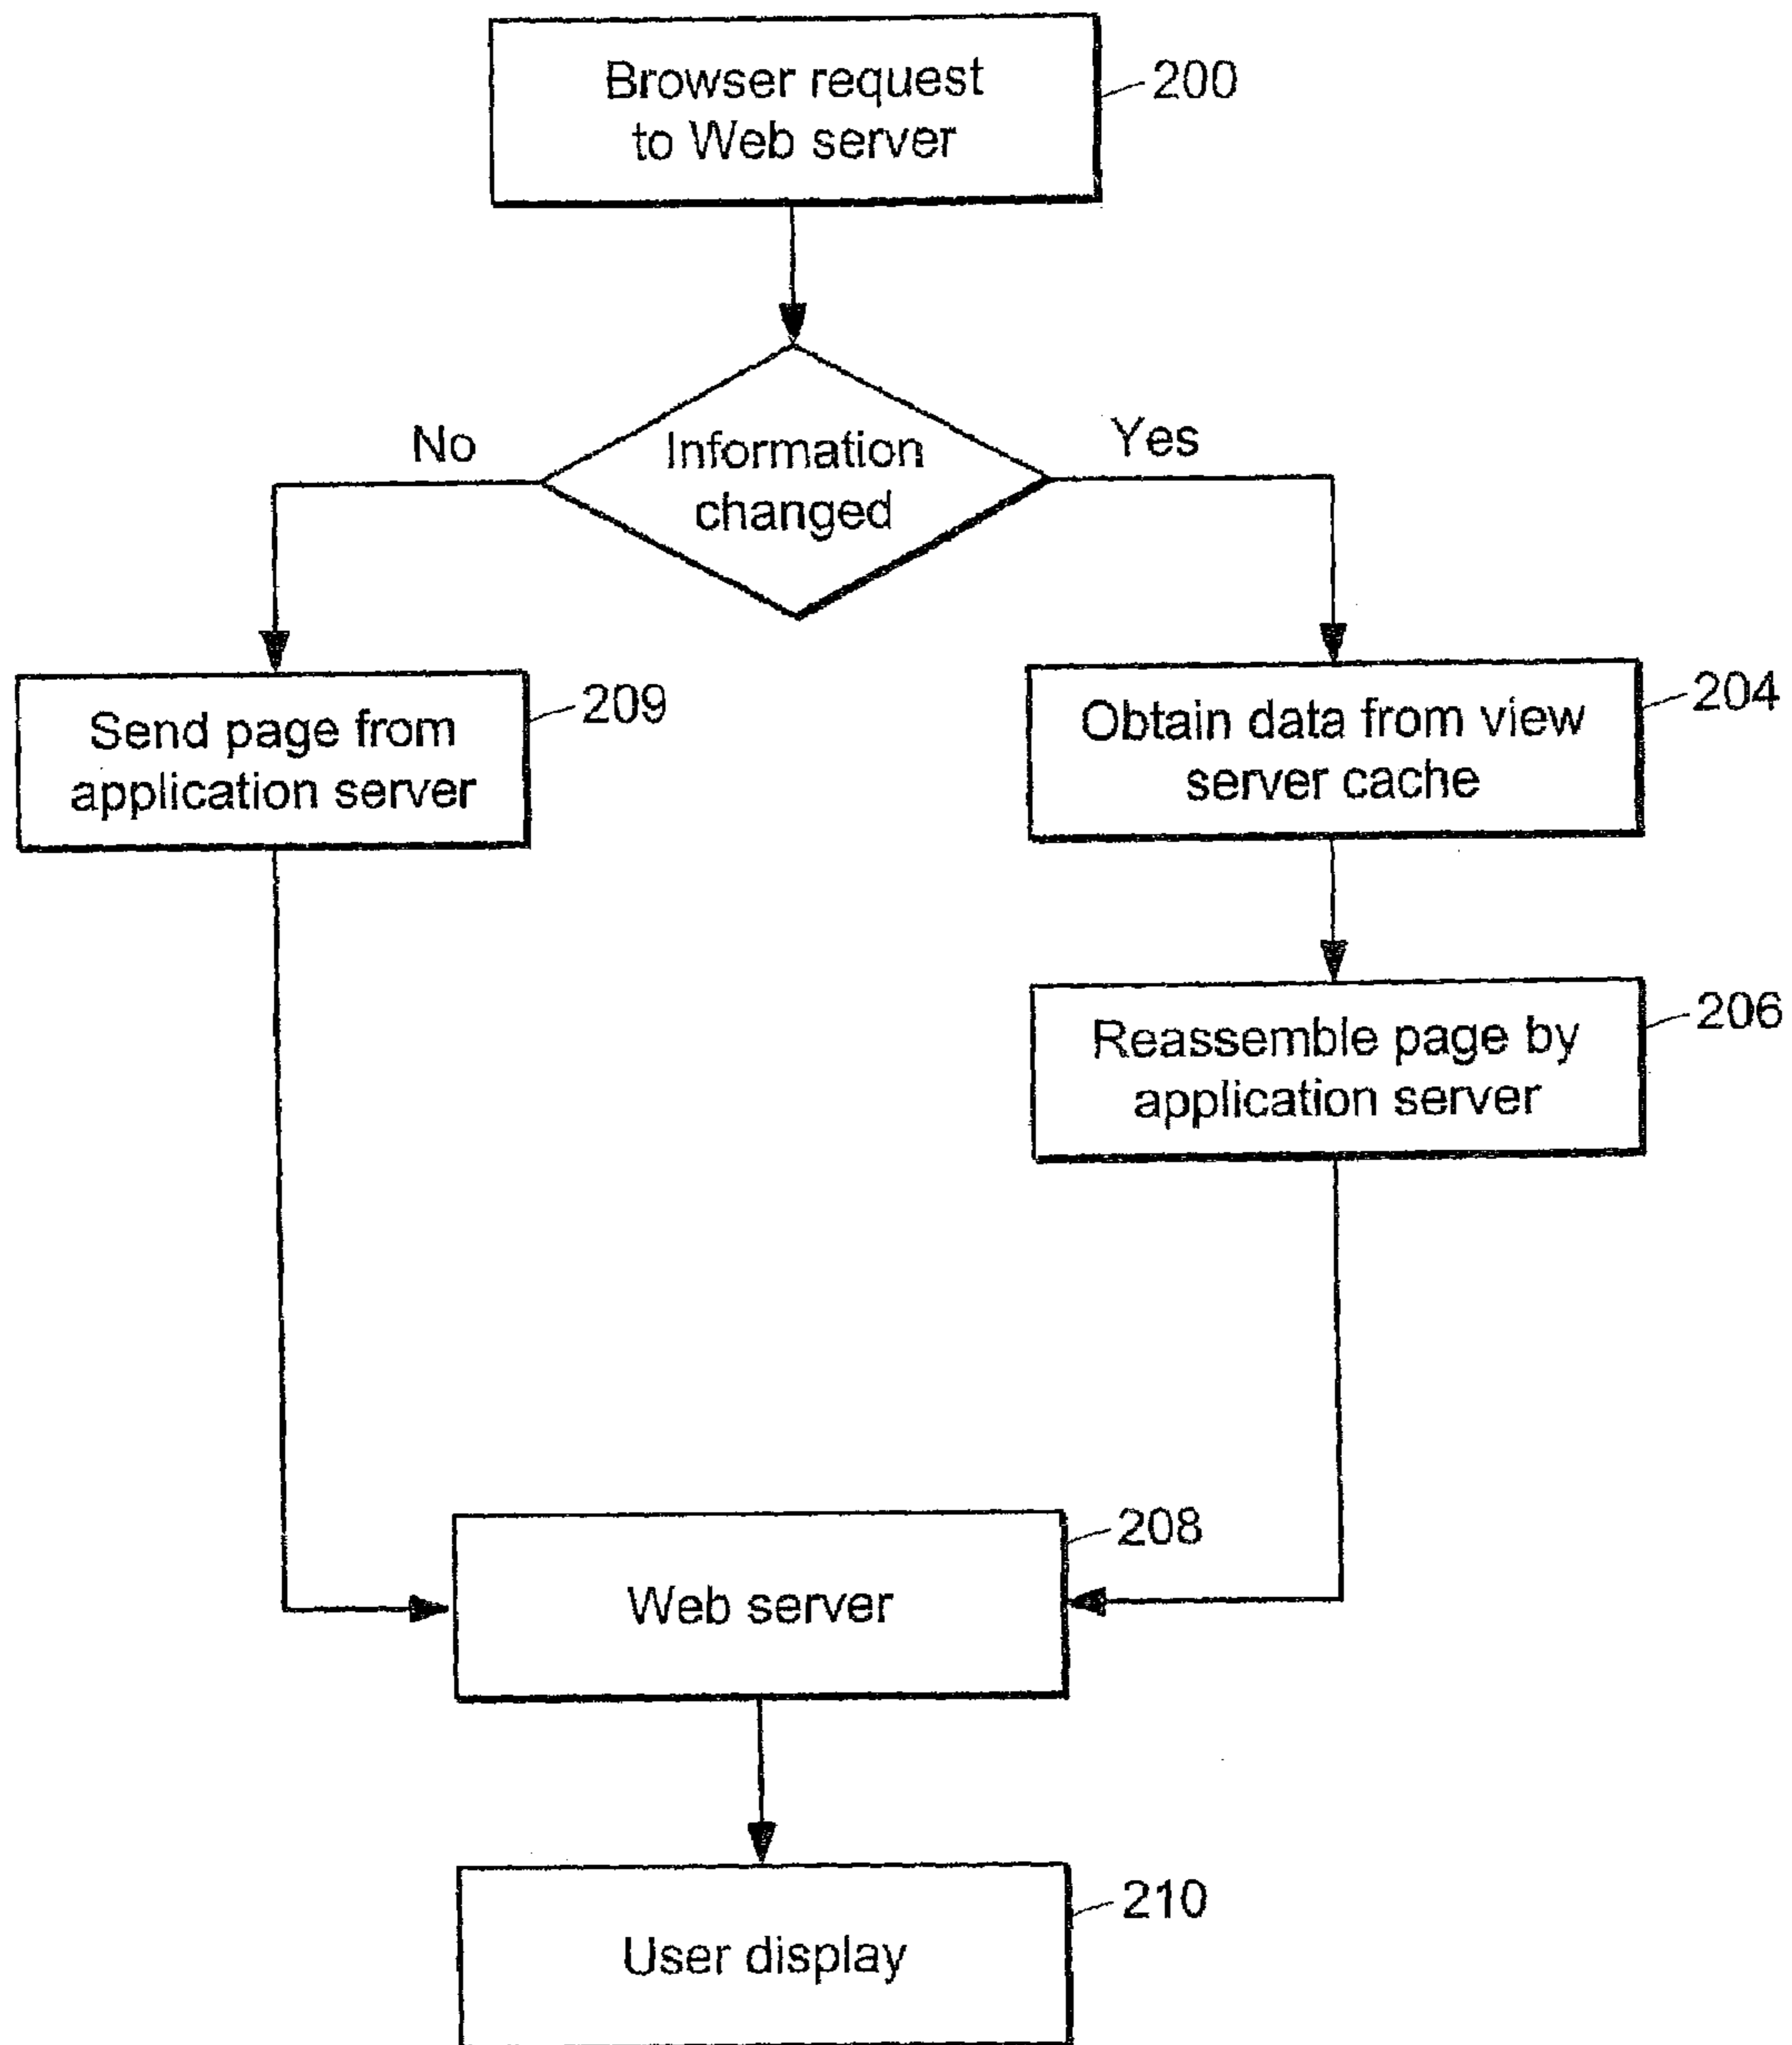 Browser request
to Web server
200
Information
changed
No
Yes
Send page from
application server
209
Obtain data from view
server cache
204
Reassemble page by
application server
206
Web server
208
User display
210